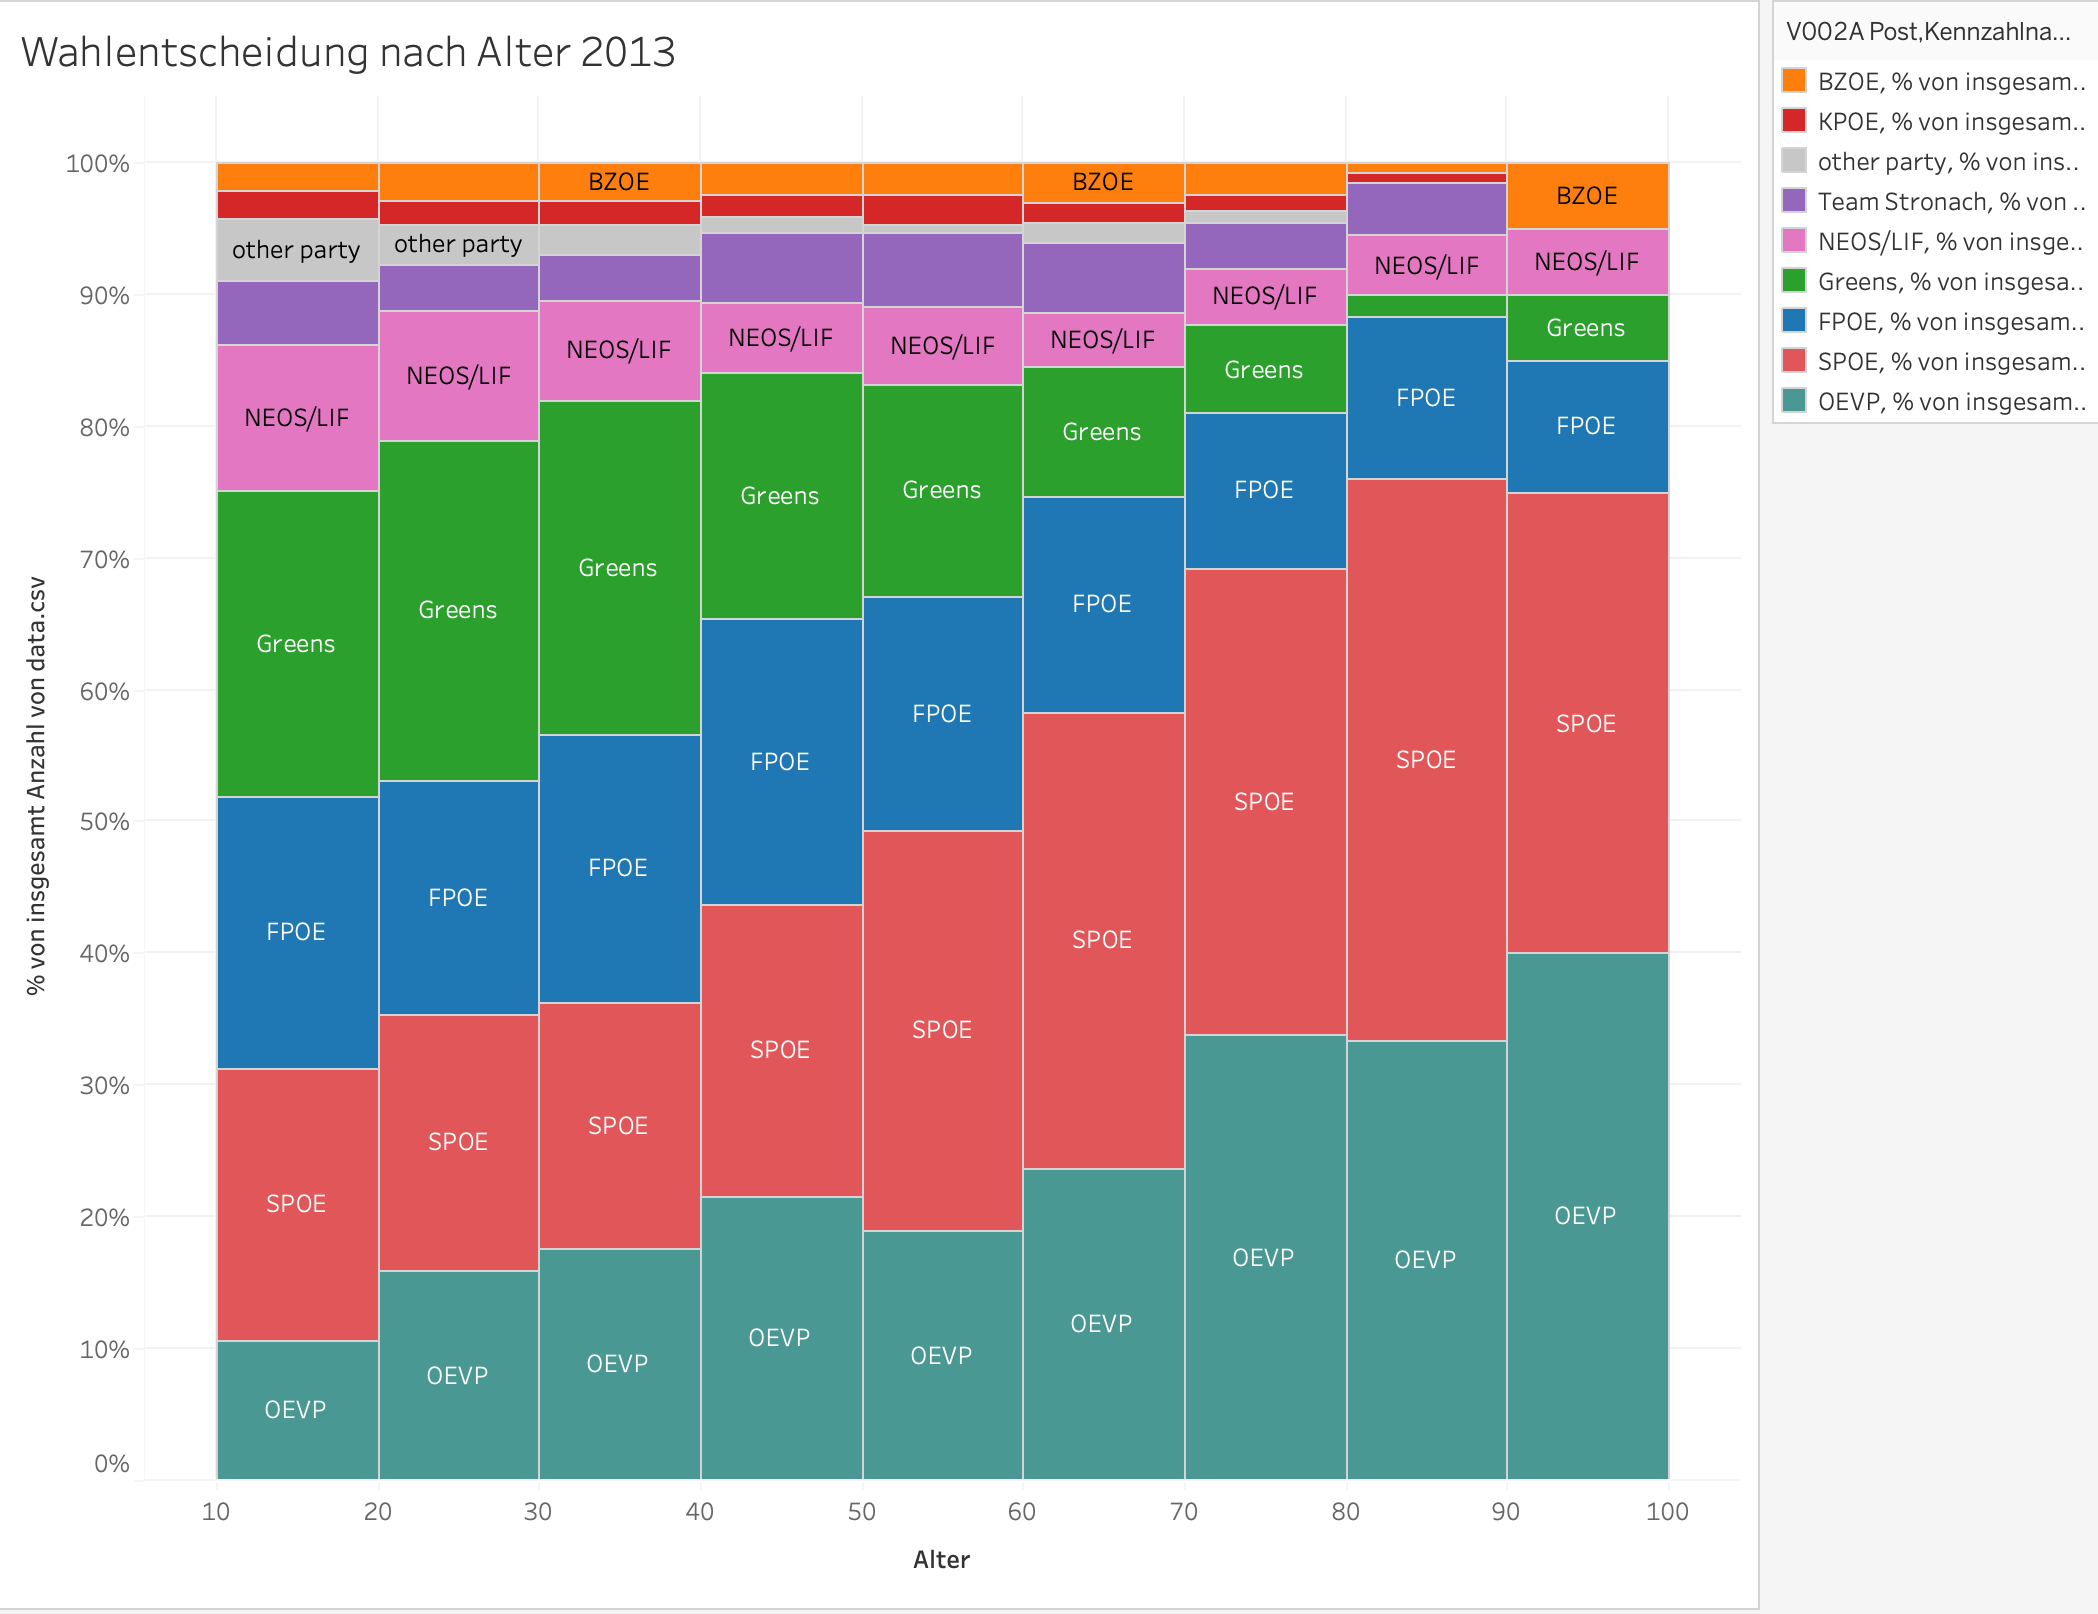 Wahlentscheidung nach Alter 2013
V002A Post,Kennzahlna...
BZOE, % von insgesam..
KPOE, % von insgesam..
other party, % von ins..
Team Stronach, % von ..
NEOS/LIF, % von insge..
Greens, % von insgesa..
FPOE, % von insgesam..
SPOE, % von insgesam..
OEVP, % von insgesam..
% von insgesamt Anzahl von data.csv
100%
90%
80%
70%
60%
50%
40%
30%
20%
10%
0%
other party
NEOS/LIF
Greens
FPOE
SPOE
OEVP
other party
NEOS/LIF
Greens
FPOE
SPOE
OEVP
BZOE
NEOS/LIF
Greens
FPOE
SPOE
OEVP
NEOS/LIF
Greens
FPOE
SPOE
OEVP
NEOS/LIF
Greens
FPOE
SPOE
OEVP
BZOE
NEOS/LIF
Greens
FPOE
SPOE
OEVP
NEOS/LIF
Greens
FPOE
SPOE
OEVP
NEOS/LIF
FPOE
SPOE
OEVP
BZOE
NEOS/LIF
Greens
FPOE
SPOE
OEVP
10 20 30 40 50 60 70 80 90 100
Alter